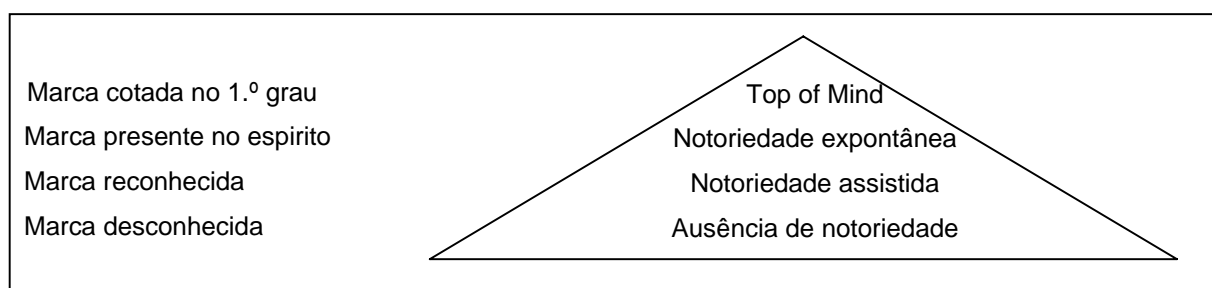 Marca cotada no 1.º grau Top of Mind
Marca presente no espirito Notoriedade expontânea
Marca reconhecida Notoriedade assistida
Marca desconhecida Ausência de notoriedade